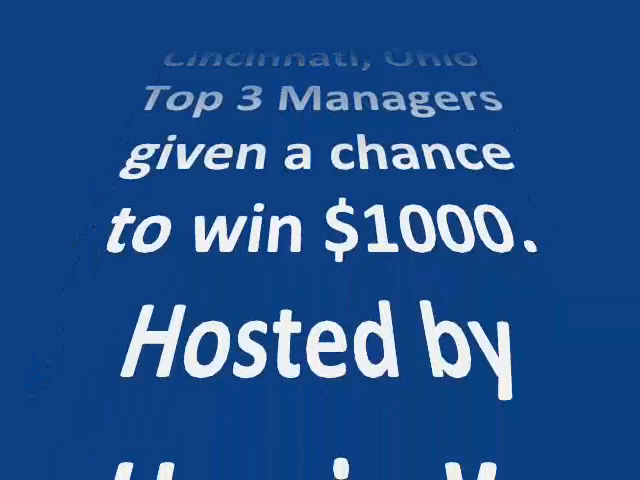 Cincinnati, Ohio
Top 3 Managers
given a chance
to win $1000.
Hosted by